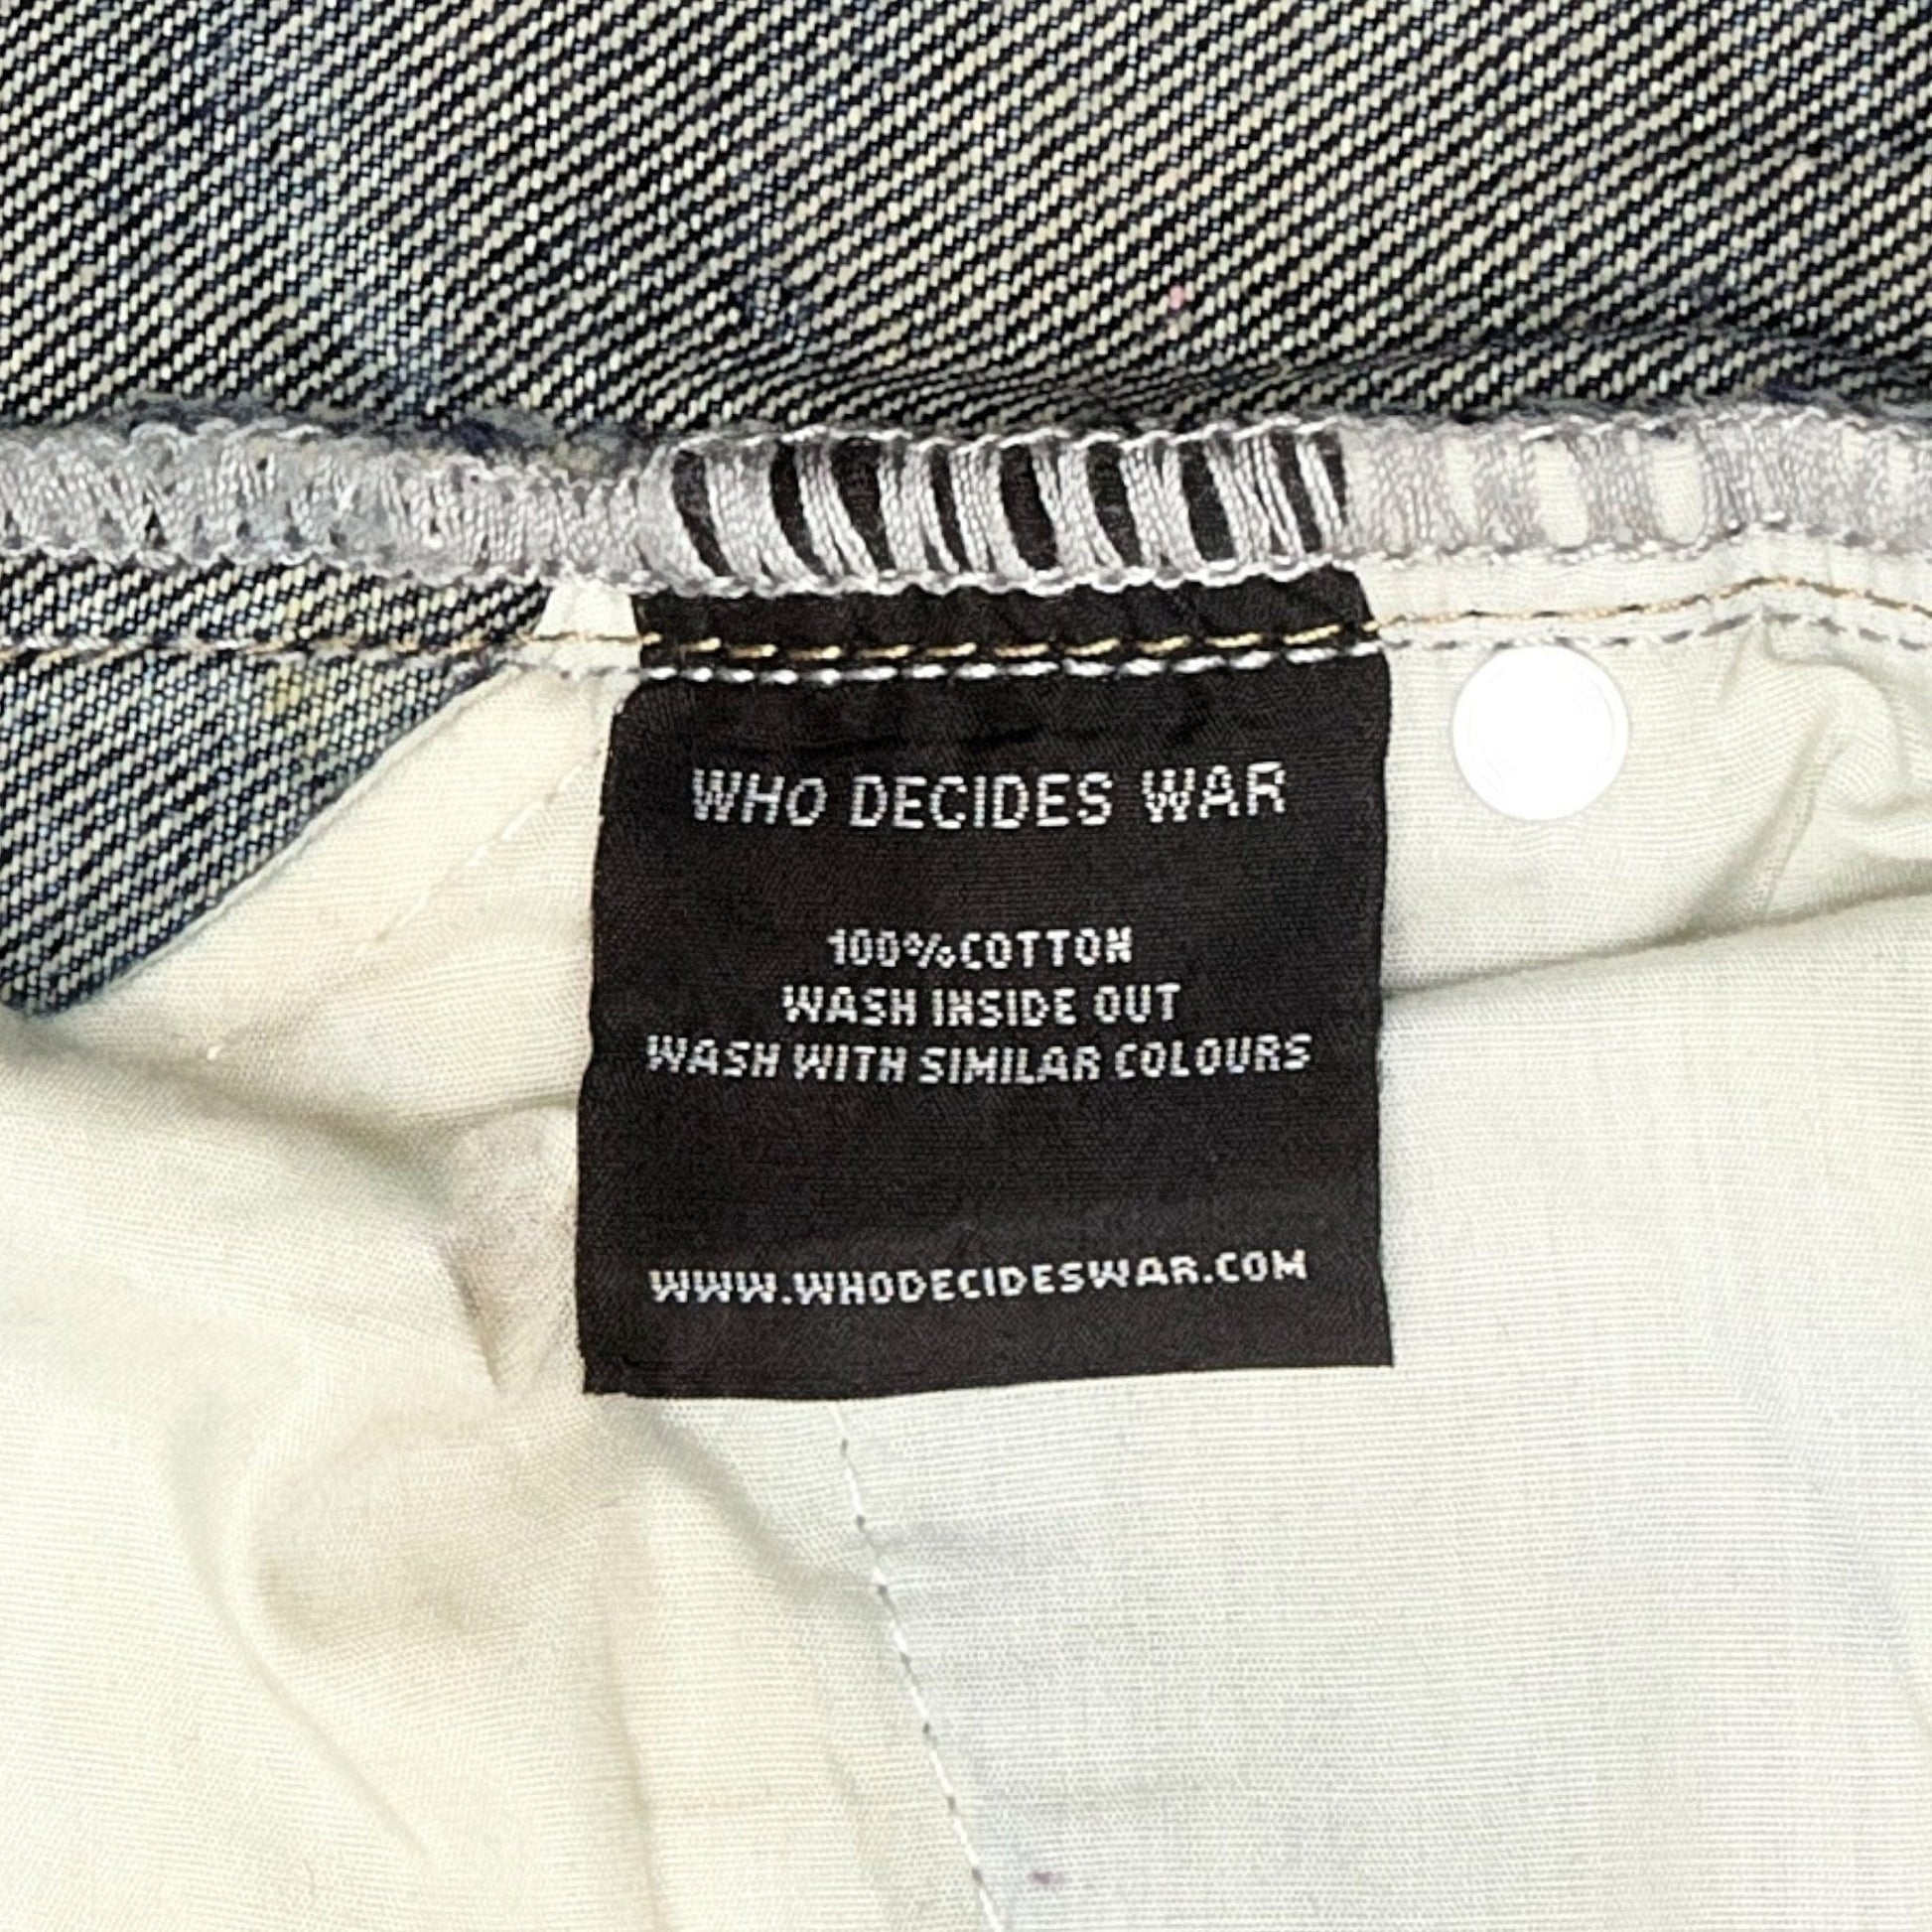 WHO DECIDES WAR
100%COTTON
WASH INSIDE OUT
WASH WITH SIMILAR COLOURS
WWW.WHODECIDESWAR.COM